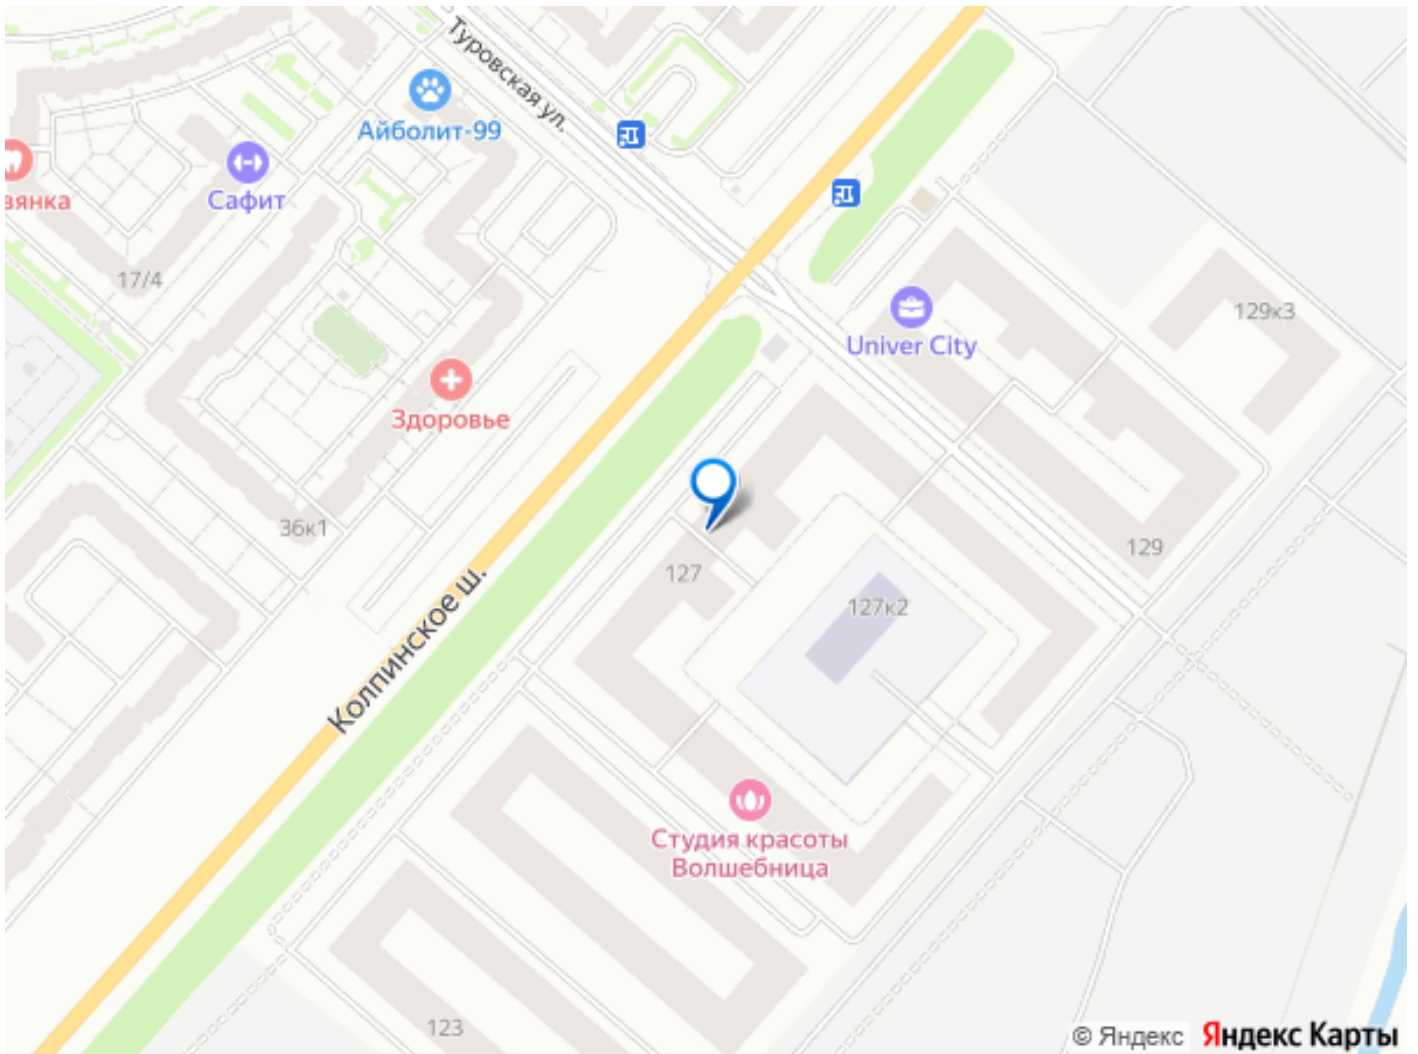 Туровская ул.
Айболит-99
вянка
Сафит
17/4
129к3
Univer City
Здоровье
36к1
129
127
127к2
Колпинское ш.
Студия красоты
Волшебница
123
© Яндекс Яндекс Карты